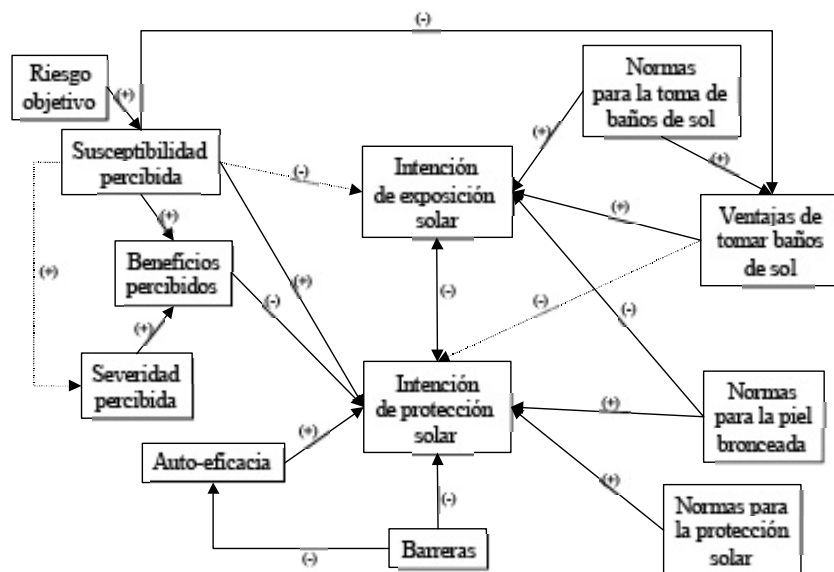 (-)
Riesgo
objetivo
(+)
Normas
para la toma de
baños de sol
Susceptibilidad
percibida
(-)
Intención
de exposición
solar
(+)
(+)
Ventajas de
tomar baños
de sol
(+)
(+)
(+)
Beneficios
percibidos
(-)
(+)
(-)
(-)
(-)
(+)
Severidad
percibida
Intención
de protección
solar
(+)
Normas
para la piel
bronceada
(+)
Auto-eficacia
(-)
(+)
Normas para
la protección
solar
Barreras
(-)